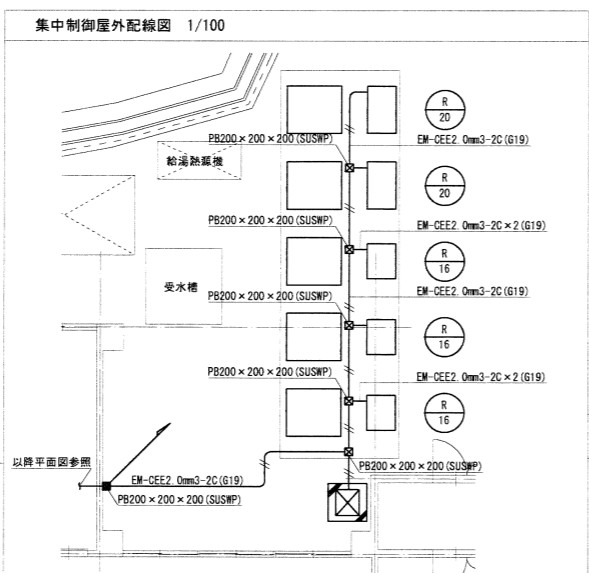 集中制御屋外配線図 1/100
R
20
PB200×200×200(SUSWP)
EM-CEE2.0mm3-2C(G19)
給湯熱源機
R
20
PB200×200×200(SUSWP)
EM-CEE2.0mm3-2C×2(G19)
R
16
受水槽
PB200×200×200(SUSWP)
EM-CEE2.0mm3-2C(G19)
R
16
PB200×200×200(SUSWP)
EM-CEE2.0mm3-2C×2(G19)
R
16
以降平面図参照
PB200×200×200(SUSWP)
EM-CEE2.0mm3-2C(G19)
PB200×200×200(SUSWP)